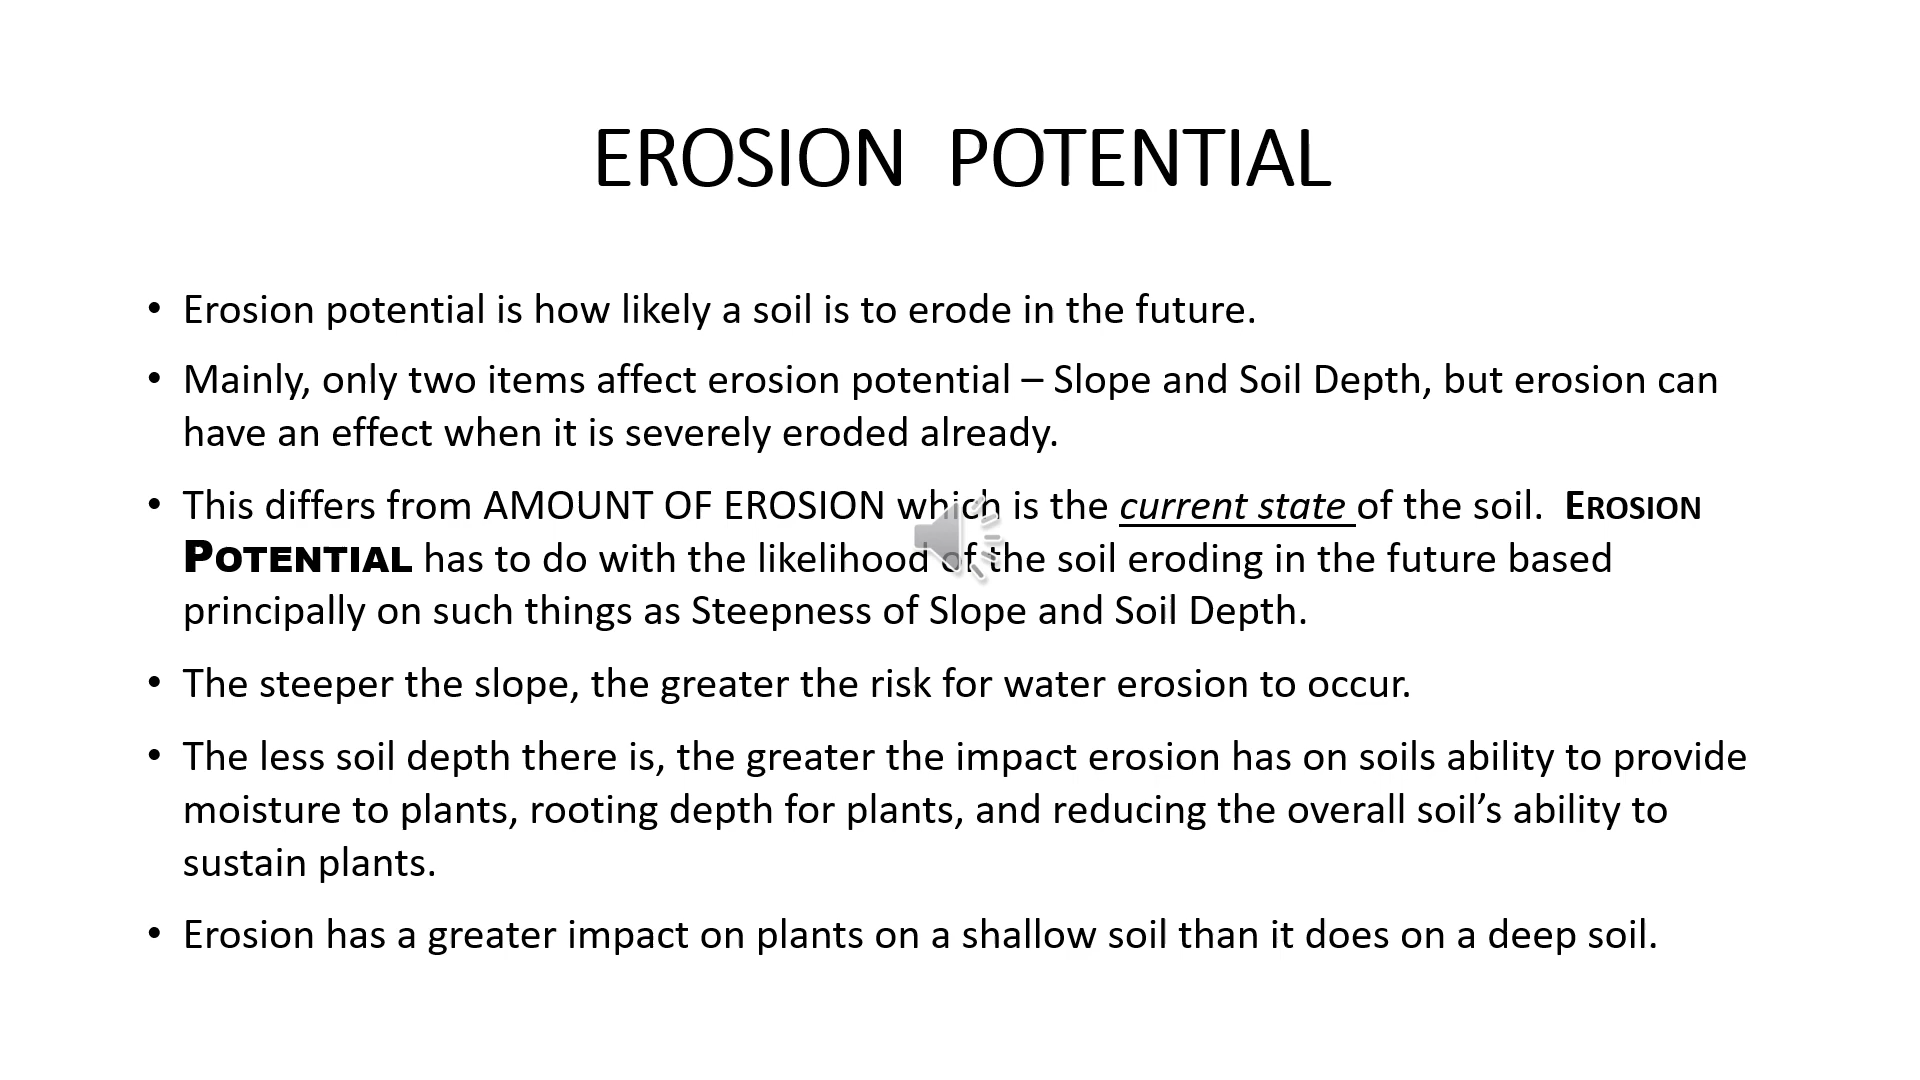 EROSION POTENTIAL
• Erosion potential is how likely a soil is to erode in the future.
• Mainly, only two items affect erosion potential – Slope and Soil Depth, but erosion can
have an effect when it is severely eroded already.
• This differs from AMOUNT OF EROSION which is the current state of the soil. EROSION
POTENTIAL has to do with the likelihood of the soil eroding in the future based
principally on such things as Steepness of Slope and Soil Depth.
• The steeper the slope, the greater the risk for water erosion to occur.
• The less soil depth there is, the greater the impact erosion has on soils ability to provide
moisture to plants, rooting depth for plants, and reducing the overall soil’s ability to
sustain plants.
• Erosion has a greater impact on plants on a shallow soil than it does on a deep soil.